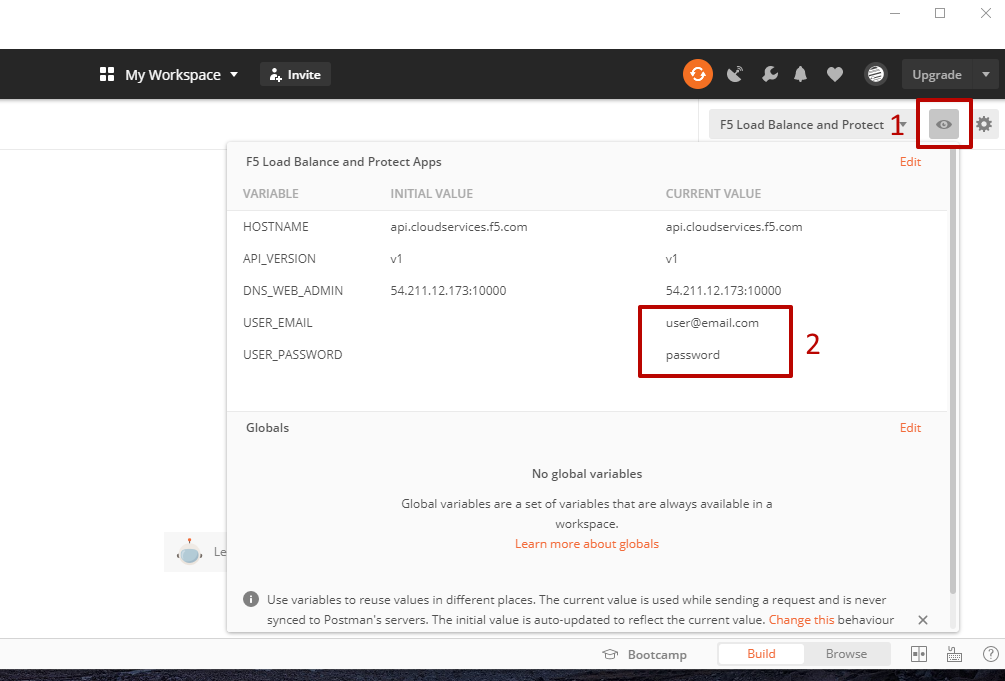 My Workspace
Invite
Upgrade
F5 Load Balance and Protect
1
F5 Load Balance and Protect Apps
Edit
VARIABLE INITIAL VALUE CURRENT VALUE
HOSTNAME api.cloudservices.f5.com api.cloudservices.f5.com
API_VERSION v1 v1
DNS_WEB_ADMIN 54.211.12.173:10000 54.211.12.173:10000
USER_EMAIL user@email.com
2
USER_PASSWORD password
Globals
Edit
No global variables
Global variables are a set of variables that are always available in a
workspace.
Learn more about globals
Le
Use variables to reuse values in different places. The current value is used while sending a request and is never
synced to Postman's servers. The initial value is auto-updated to reflect the current value. Change this behaviour
Bootcamp
Build
Browse